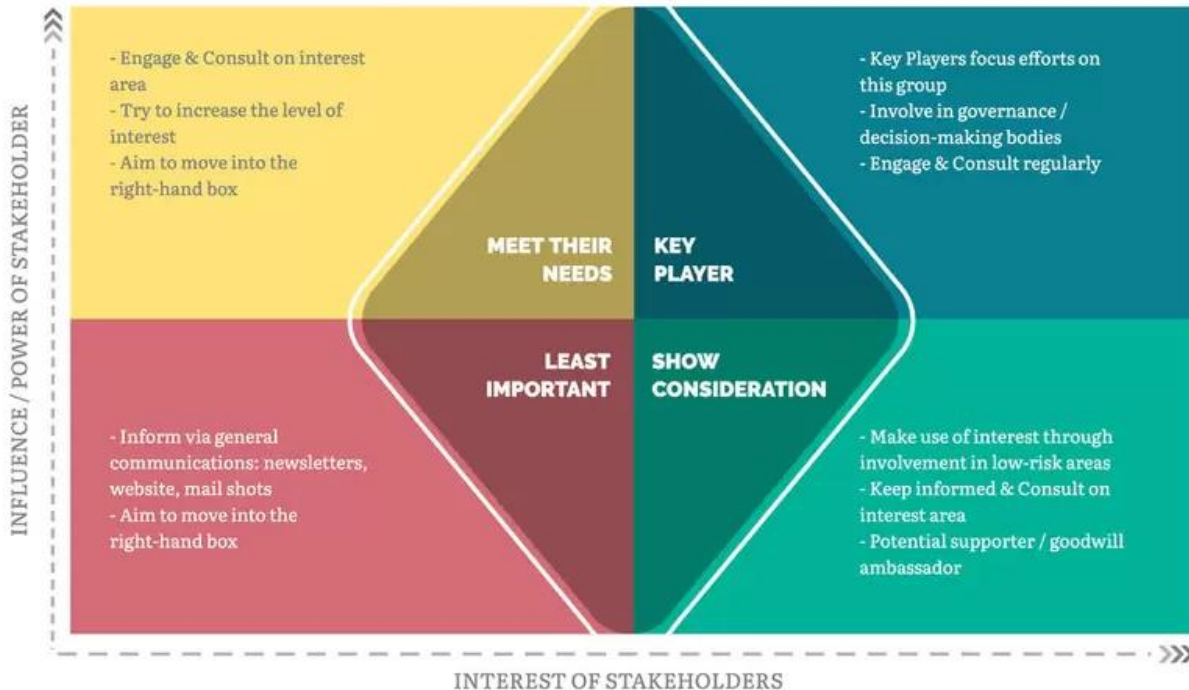 INFLUENCE / POWER OF STAKEHOLDER
- Engage & Consult on interest
area
- Try to increase the level of
interest
- Aim to move into the
right-hand box
MEET THEIR
NEEDS
- Key Players focus efforts on
this group
- Involve in governance /
decision-making bodies
- Engage & Consult regularly
KEY
PLAYER
LEAST
IMPORTANT
- Inform via general
communications: newsletters,
website, mail shots
- Aim to move into the
right-hand box
SHOW
CONSIDERATION
- Make use of interest through
involvement in low-risk areas
- Keep informed & Consult on
interest area
- Potential supporter / goodwill
ambassador
INTEREST OF STAKEHOLDERS